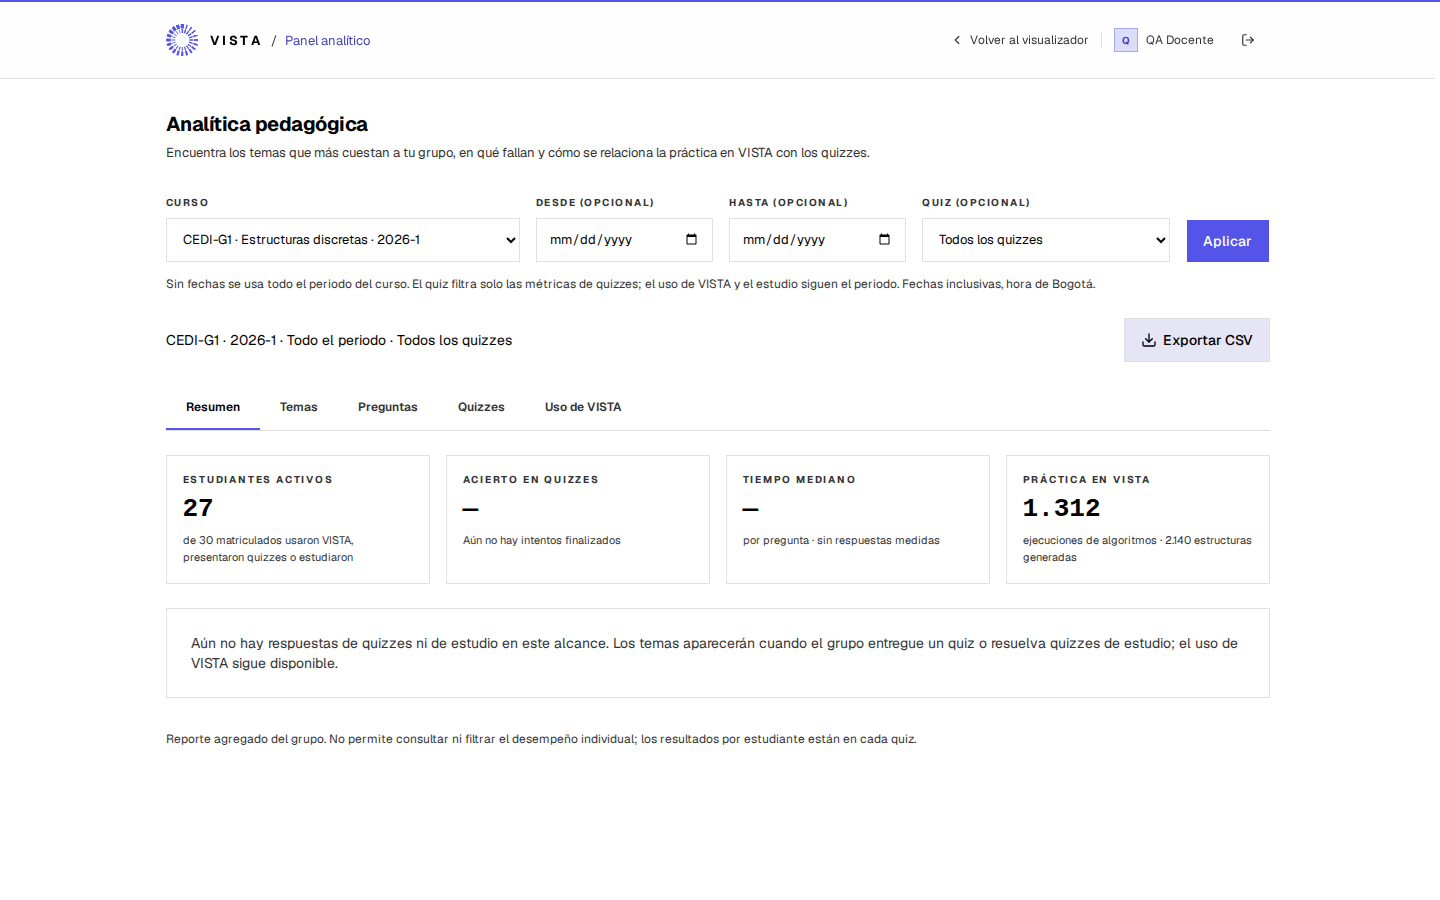 VISTA / Panel analítico
Volver al visualizador
Q QA Docente
Analítica pedagógica
Encuentra los temas que más cuestan a tu grupo, en qué fallan y cómo se relaciona la práctica en VISTA con los quizzes.
CURSO
DESDE (OPCIONAL)
HASTA (OPCIONAL)
QUIZ (OPCIONAL)
CEDI-G1 · Estructuras discretas · 2026-1
mm/dd/yyyy
mm/dd/yyyy
Todos los quizzes
Aplicar
Sin fechas se usa todo el periodo del curso. El quiz filtra solo las métricas de quizzes; el uso de VISTA y el estudio siguen el periodo. Fechas inclusivas, hora de Bogotá.
CEDI-G1 · 2026-1 · Todo el periodo · Todos los quizzes
Exportar CSV
Resumen
Temas
Preguntas
Quizzes
Uso de VISTA
ESTUDIANTES ACTIVOS
27
de 30 matriculados usaron VISTA,
presentaron quizzes o estudiaron
ACIERTO EN QUIZZES
—
Aún no hay intentos finalizados
TIEMPO MEDIANO
—
por pregunta · sin respuestas medidas
PRÁCTICA EN VISTA
1.312
ejecuciones de algoritmos · 2.140 estructuras
generadas
Aún no hay respuestas de quizzes ni de estudio en este alcance. Los temas aparecerán cuando el grupo entregue un quiz o resuelva quizzes de estudio; el uso de
VISTA sigue disponible.
Reporte agregado del grupo. No permite consultar ni filtrar el desempeño individual; los resultados por estudiante están en cada quiz.